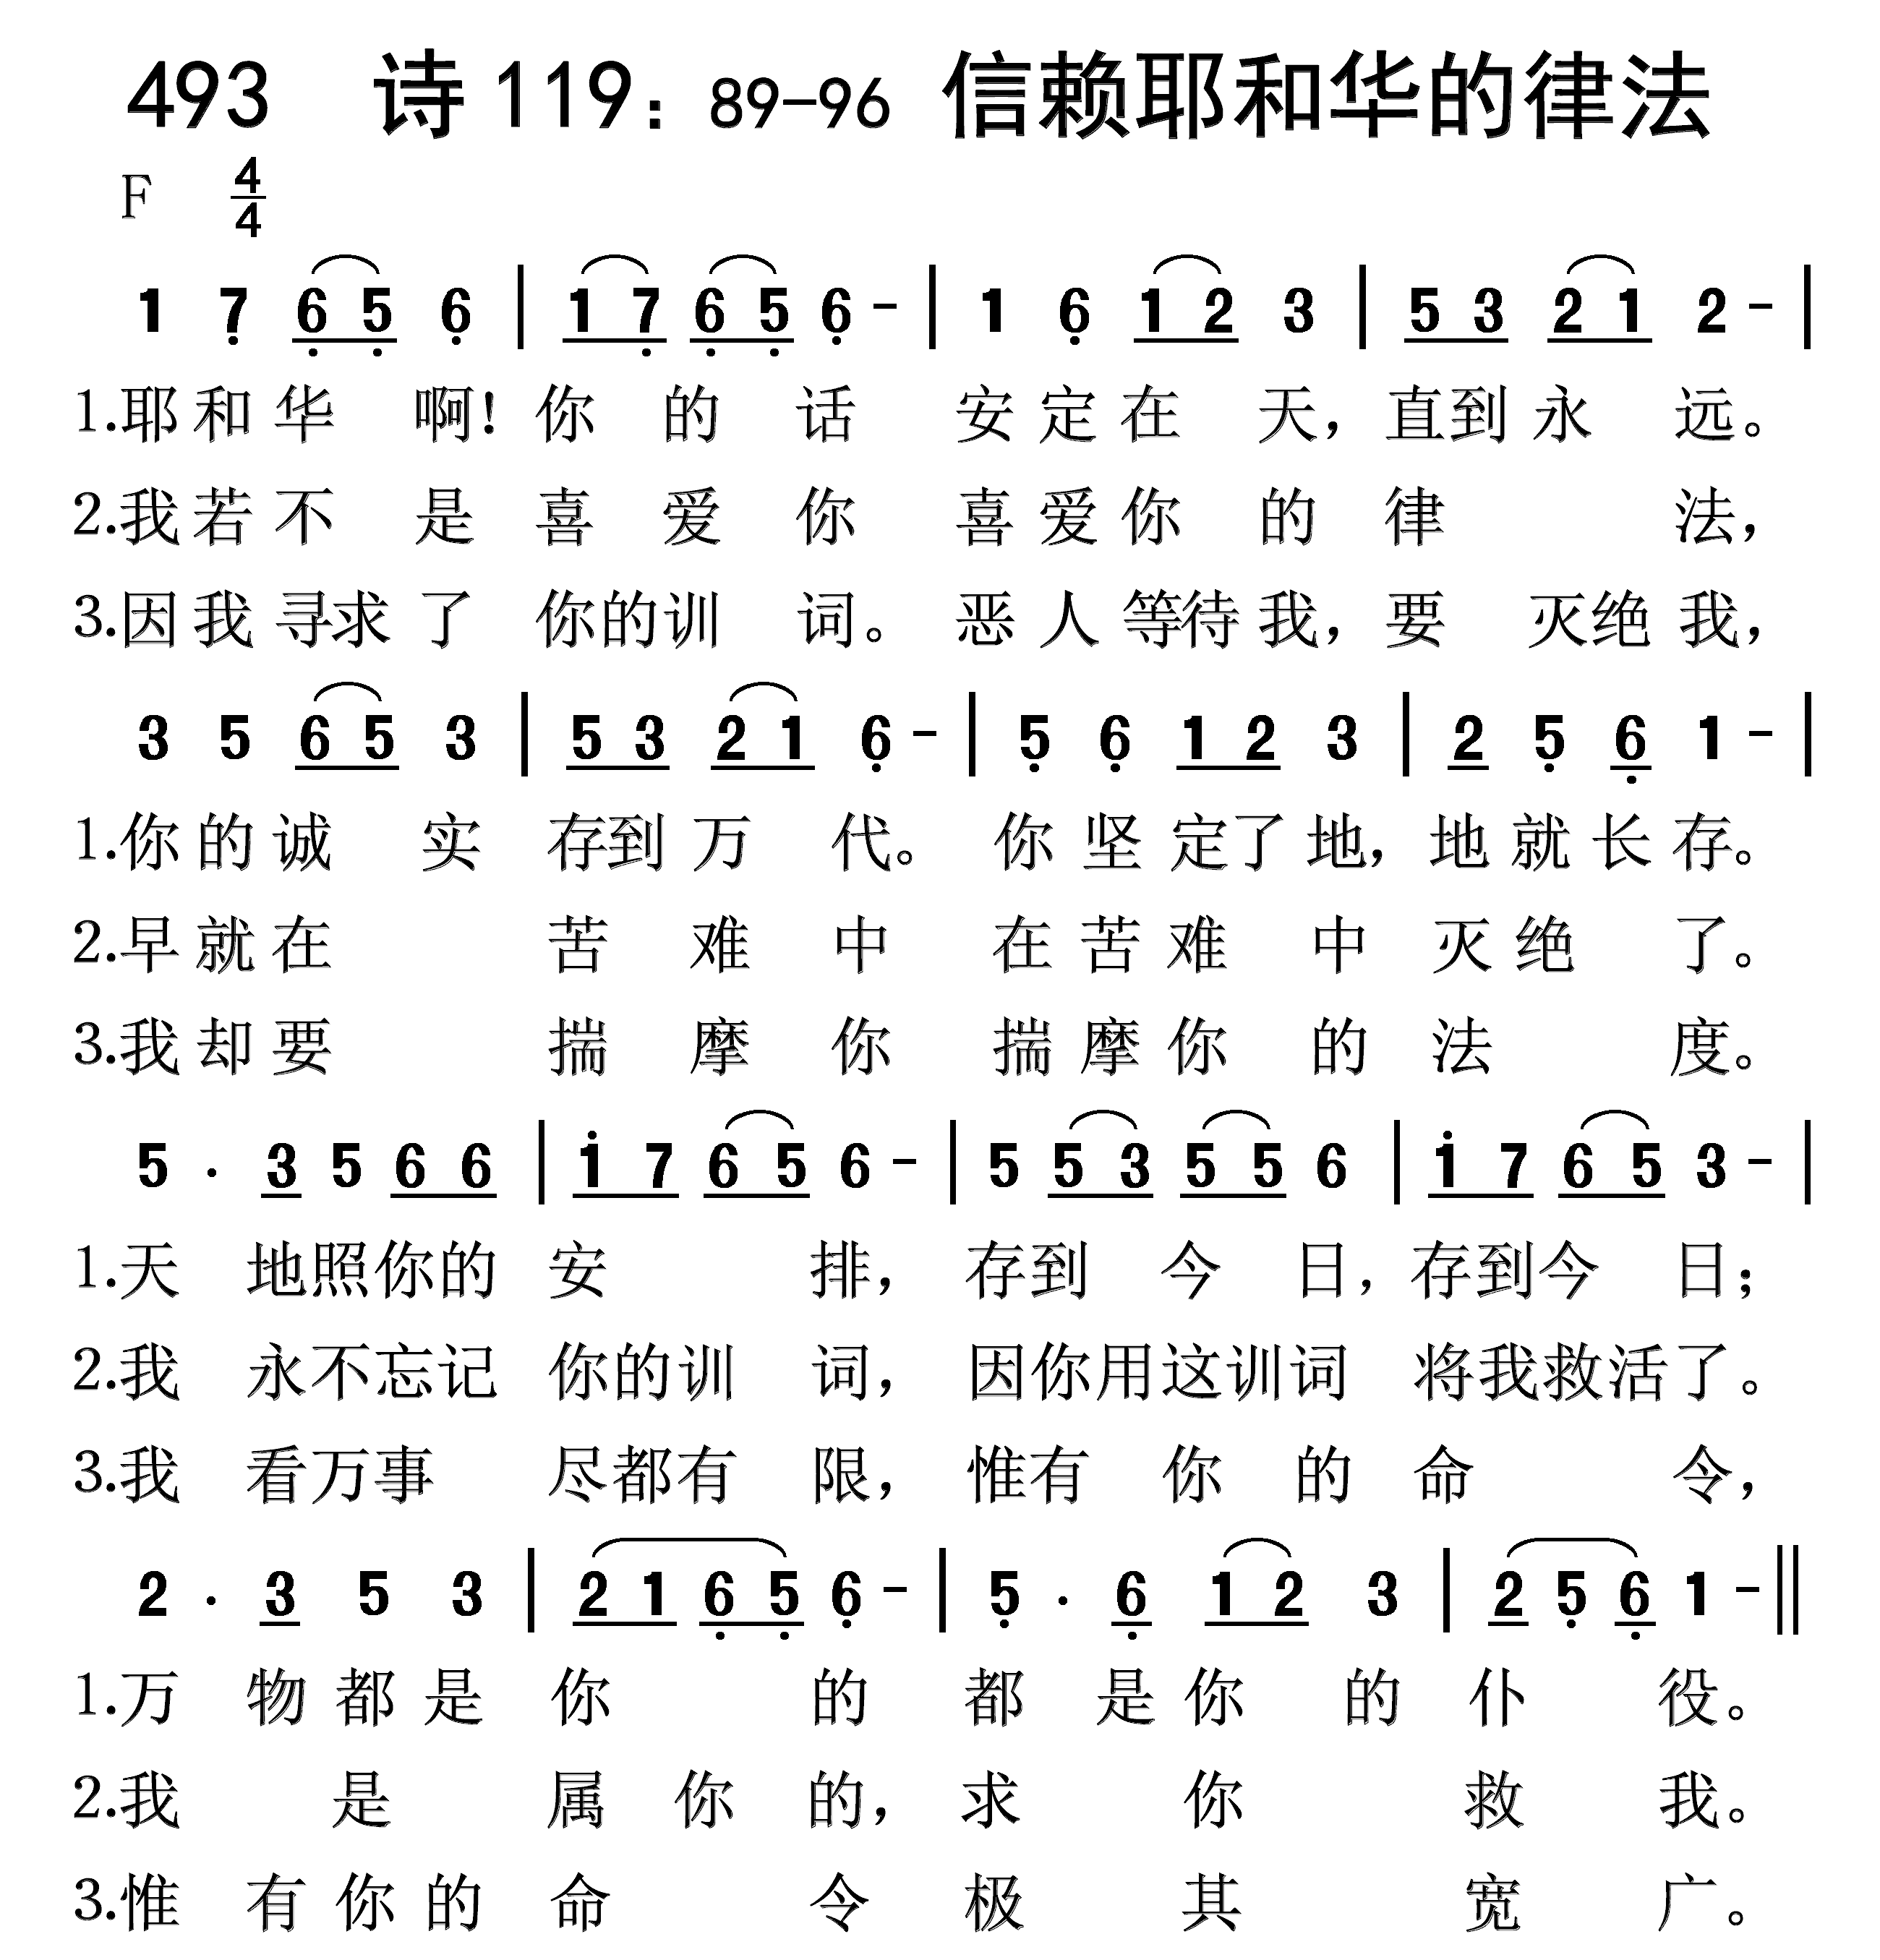 493 诗119：89-96 信赖耶和华的律法
F 4/4
1 7̣ 6̣ 5̣ 6̣ | 1 7̣ 6̣ 5̣ 6̣ - | 1 6̣ 1 2 3 | 5 3 2 1 2 - |
1.耶和华啊！你的话安定在天，直到永远。
2.我若不是喜爱你喜爱你的律法，
3.因我寻求了你的训词。恶人等待我，要灭绝我，
3 5 6 5 3 | 5 3 2 1 6̣ - | 5̣ 6̣ 1 2 3 | 2 5̣ 6̣ 1 - |
1.你的诚实存到万代。你坚定了地，地就长存。
2.早就在苦难中在苦难中灭绝了。
3.我却要揣摩你揣摩你的法度。
5 · 3 5 6 6 | 1̇ 7 6 5 6 - | 5 5 3 5 5 6 | 1̇ 7 6 5 3 - |
1.天地照你的安排，存到今日，存到今日；
2.我永不忘记你的训词，因你用这训词将我救活了。
3.我看万事尽都有限，惟有你的命令，
2 · 3 5 3 | 2 1 6̣ 5̣ 6̣ - | 5̣ · 6̣ 1 2 3 | 2 5̣ 6̣ 1 - ||
1.万物都是你的都是你的仆役。
2.我是属你的，求你救我。
3.惟有你的命令极其宽广。